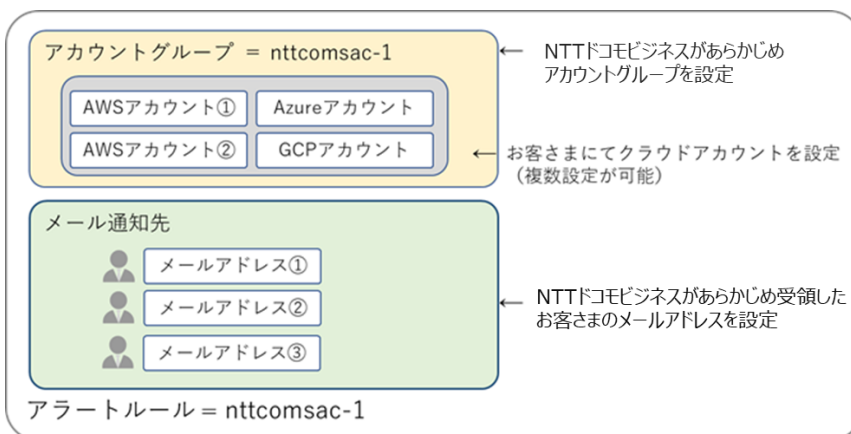 アカウントグループ = nttcomsac-1
← NTTドコモビジネスがあらかじめ
アカウントグループを設定
AWSアカウント① Azureアカウント
AWSアカウント② GCPアカウント
← お客さまにてクラウドアカウントを設定
（複数設定が可能）
メール通知先
メールアドレス①
メールアドレス②
メールアドレス③
← NTTドコモビジネスがあらかじめ受領した
お客さまのメールアドレスを設定
アラートルール = nttcomsac-1